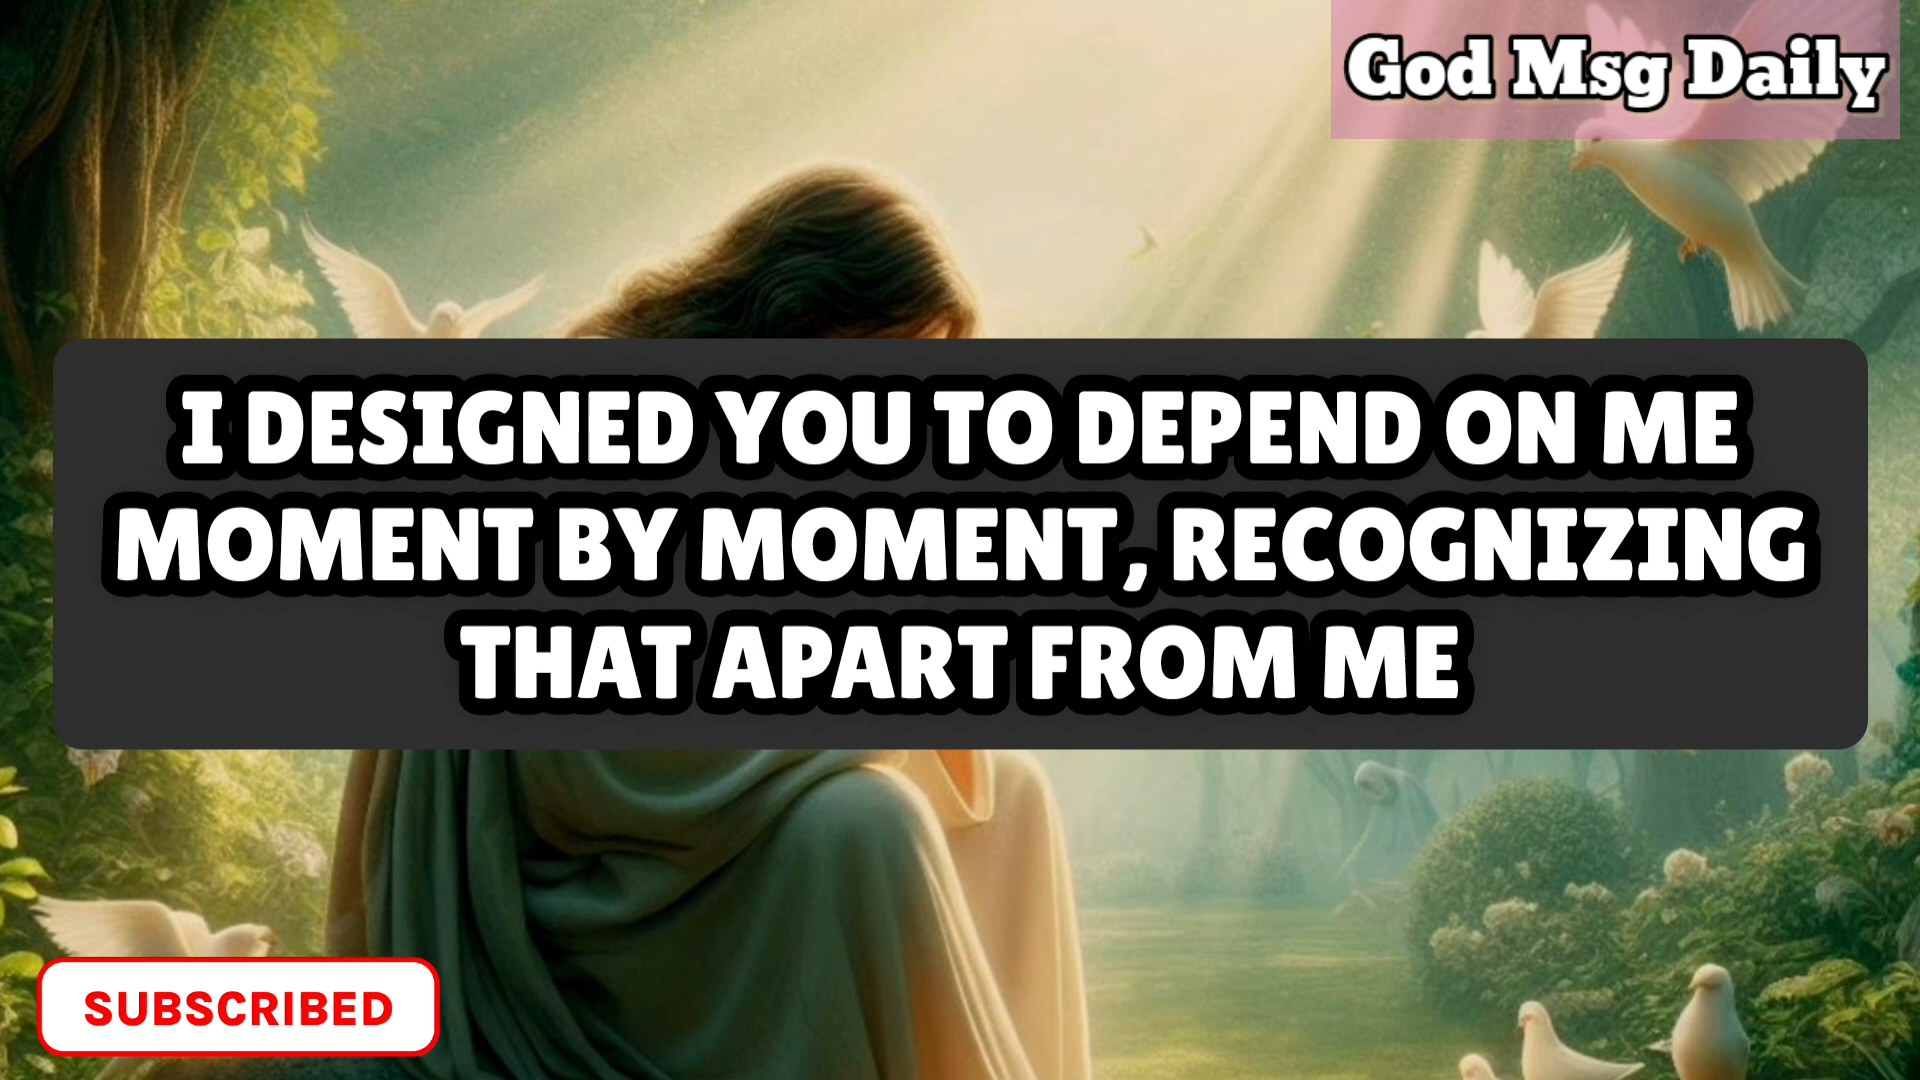 God Msg Daily
I DESIGNED YOU TO DEPEND ON ME
MOMENT BY MOMENT, RECOGNIZING
THAT APART FROM ME
SUBSCRIBED